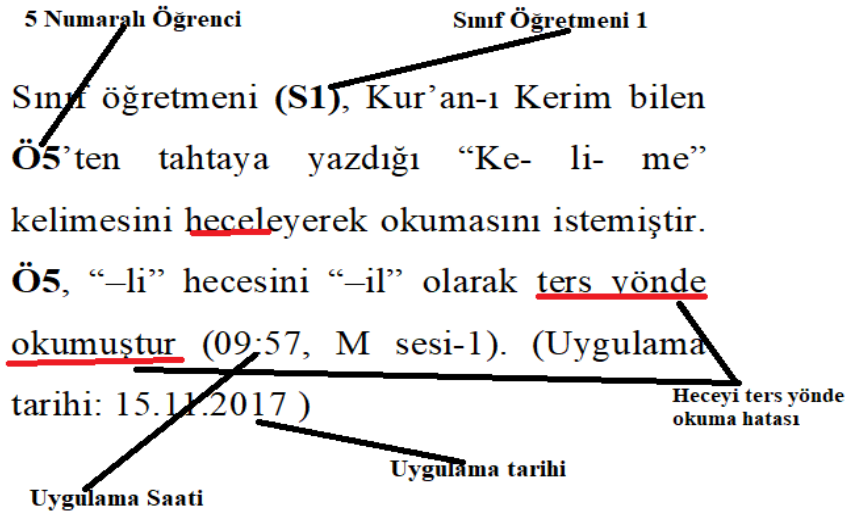 5 Numaralı Öğrenci
Sınıf Öğretmeni 1
Sınıf öğretmeni (S1), Kur’an-ı Kerim bilen
Ö5’ten tahtaya yazdığı “Ke- li- me”
kelimesini heceleyerek okumasını istemiştir.
Ö5, “–li” hecesini “–il” olarak ters yönde
okumuştur (09:57, M sesi-1). (Uygulama
tarihi: 15.11.2017 )
Heceyi ters yönde
okuma hatası
Uygulama tarihi
Uygulama Saati